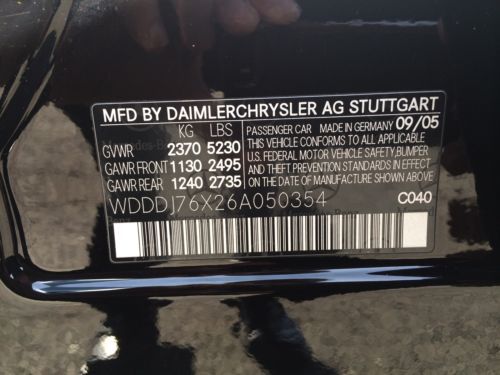 MFD BY DAIMLERCHRYSLER AG STUTTGART
KG LBS PASSENGER CAR MADE IN GERMANY 09/05
GVWR 2370 5230 THIS VEHICLE CONFORMS TO ALL APPLICABLE
GAWR FRONT 1130 2495 U.S. FEDERAL MOTOR VEHICLE SAFETY, BUMPER
GAWR REAR 1240 2735 AND THEFT PREVENTION STANDARDS IN
EFFECT ON THE DATE OF MANUFACTURE SHOWN ABOVE
WDDDJ76X26A050354 C040